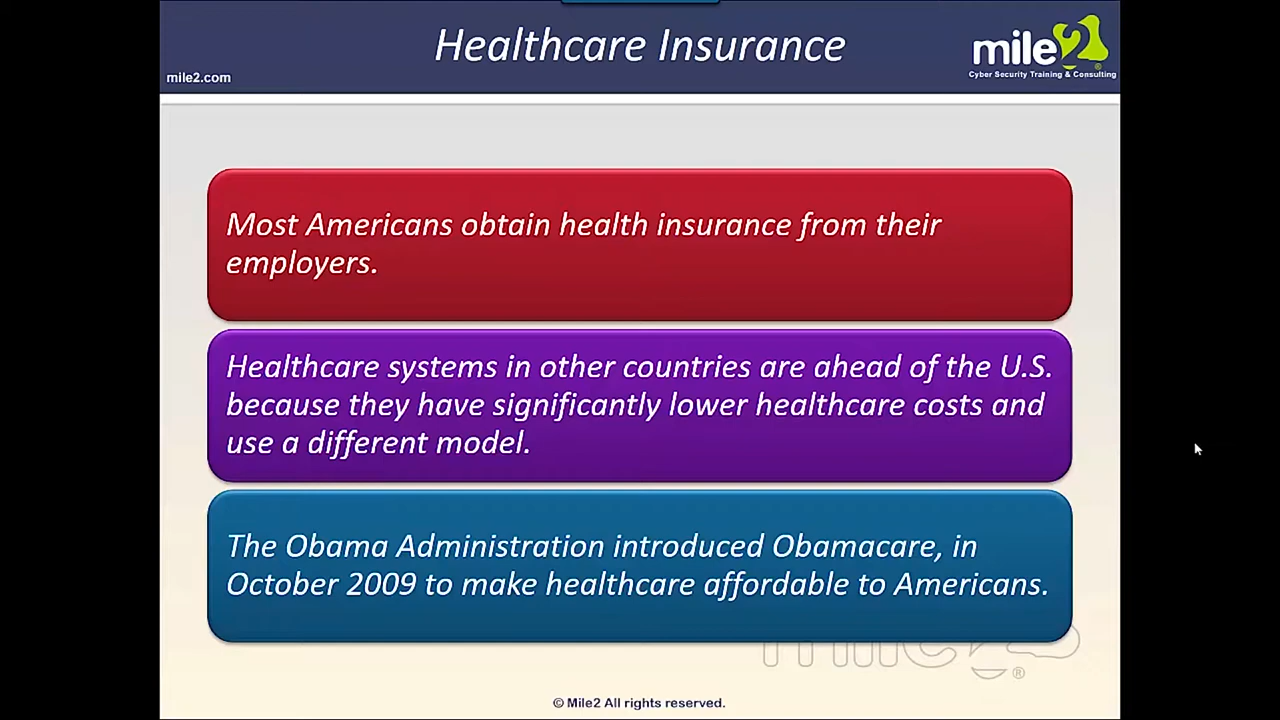 Healthcare Insurance
mile2
Cyber Security Training & Consulting
mile2.com
Most Americans obtain health insurance from their
employers.
Healthcare systems in other countries are ahead of the U.S.
because they have significantly lower healthcare costs and
use a different model.
The Obama Administration introduced Obamacare, in
October 2009 to make healthcare affordable to Americans.
mile2®
© Mile2 All rights reserved.